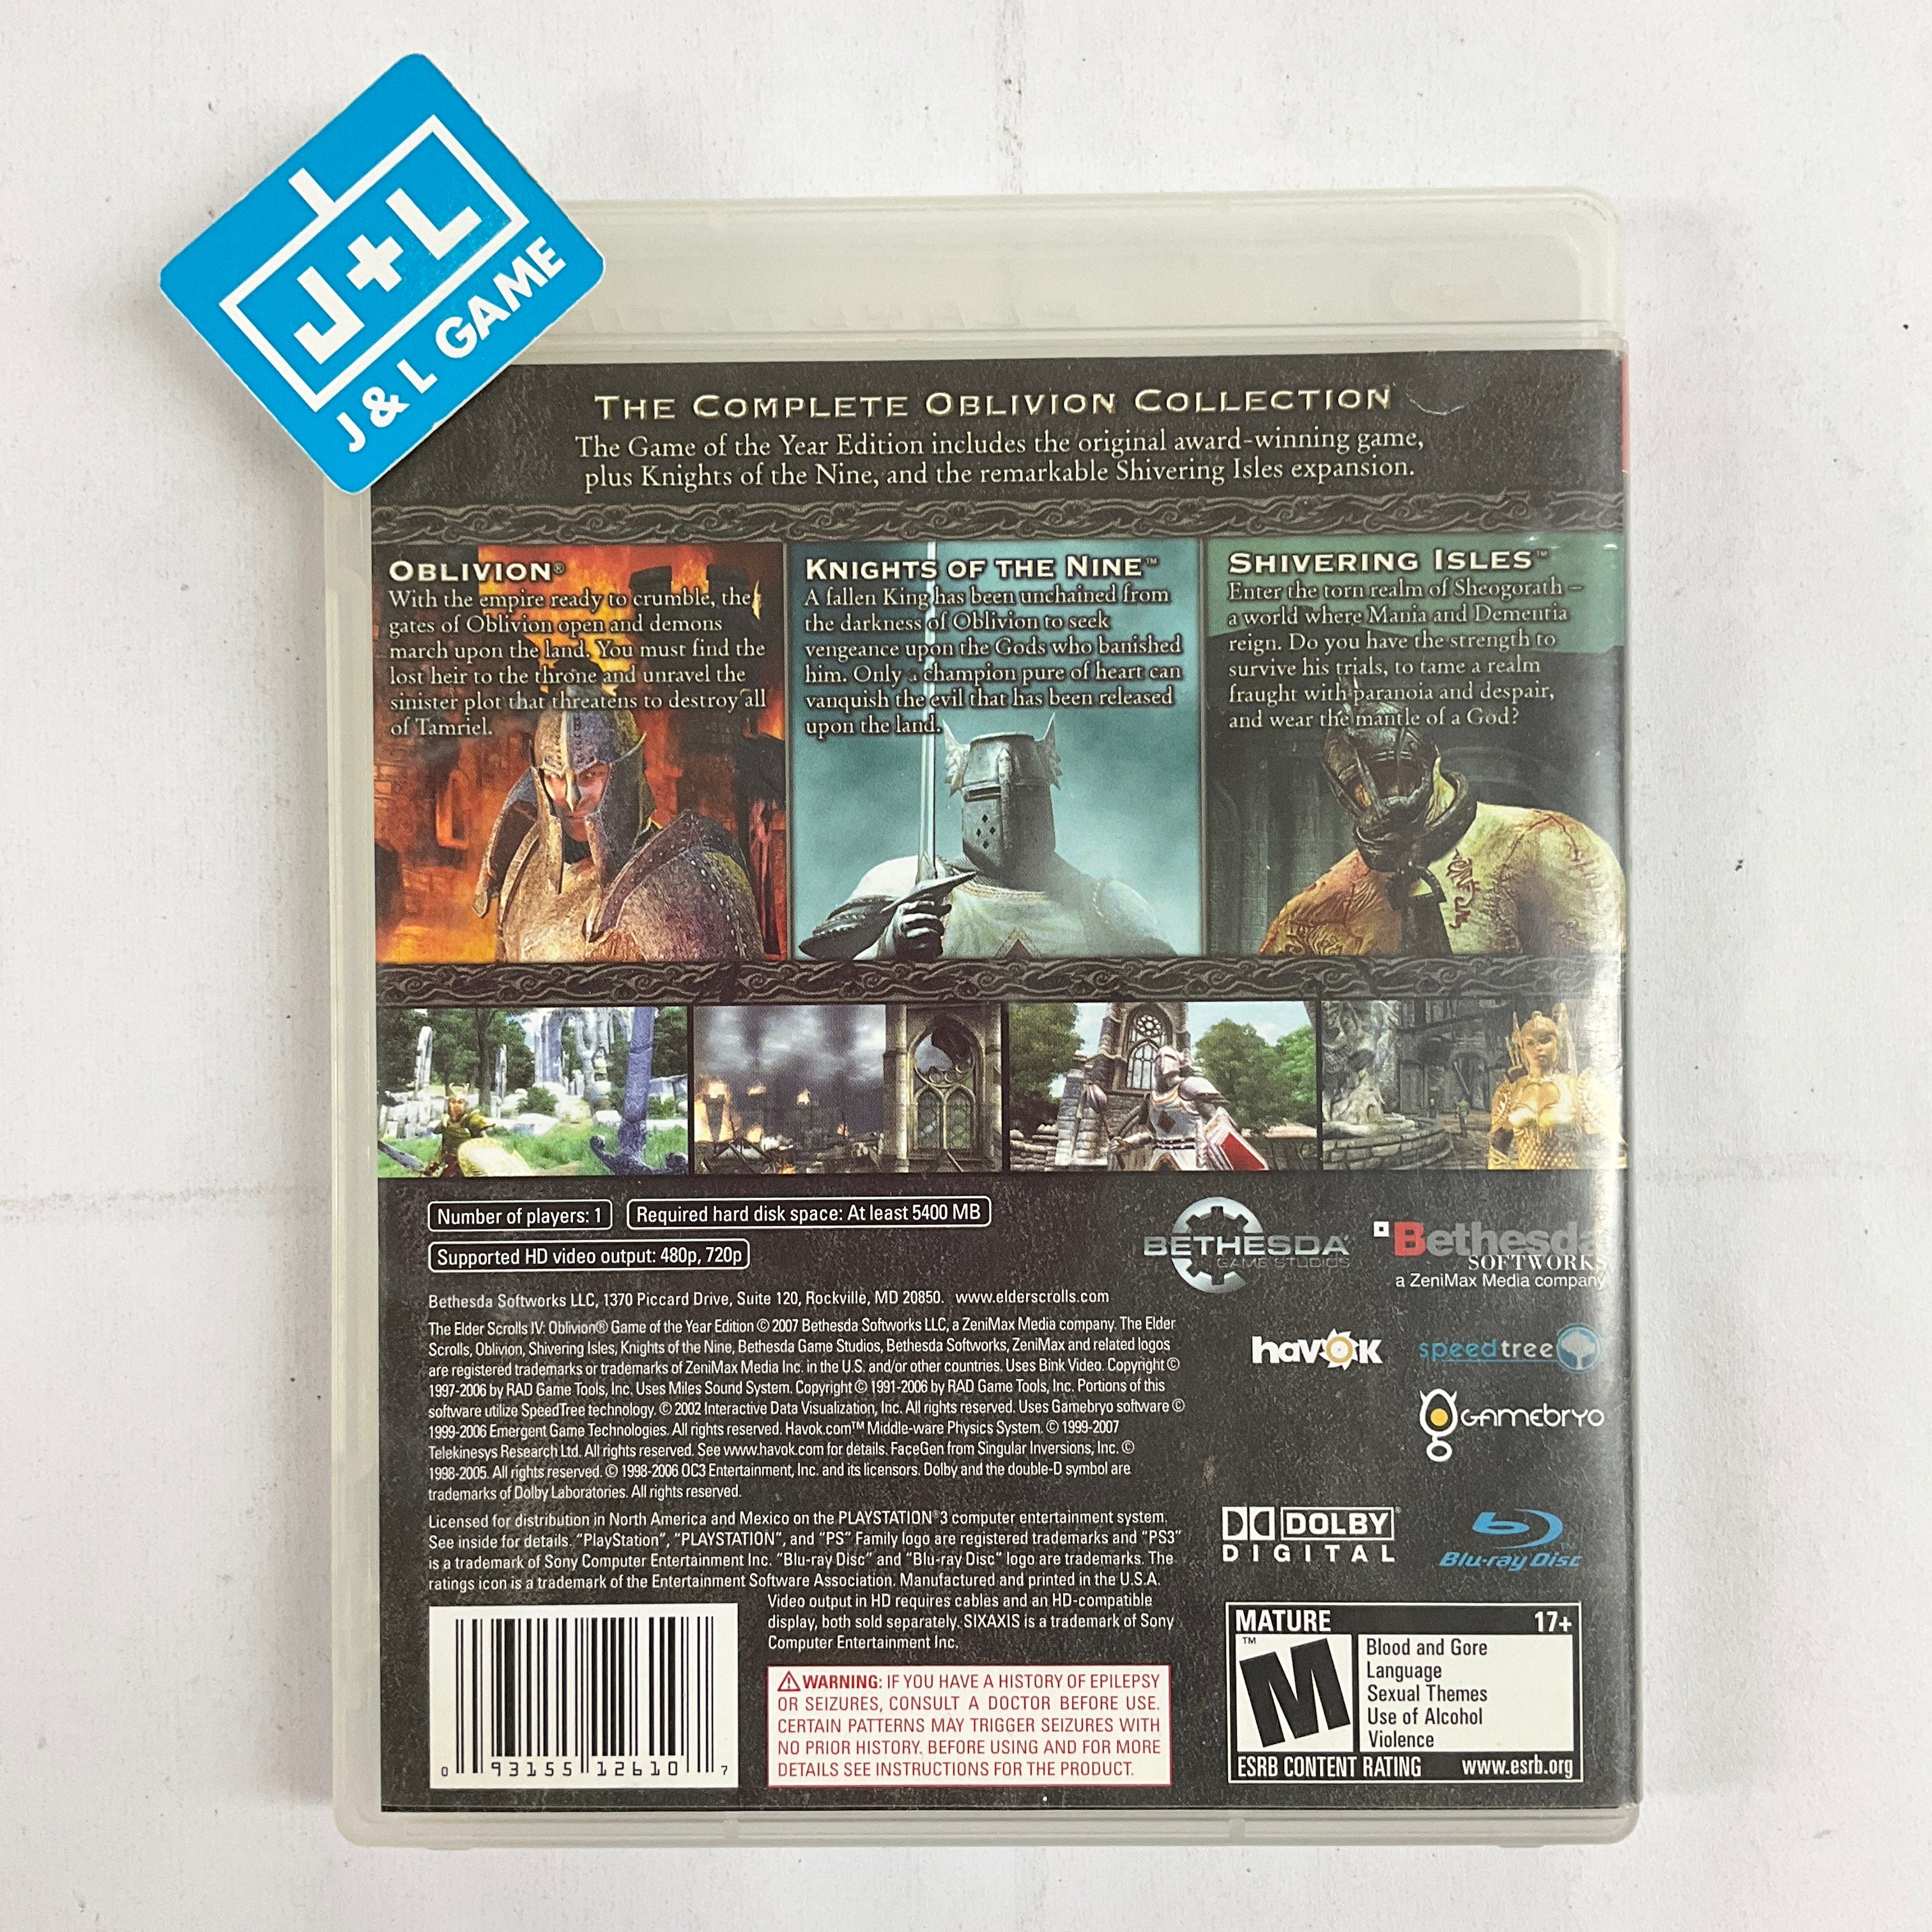 J+L
J & L GAME
THE COMPLETE OBLIVION COLLECTION
The Game of the Year Edition includes the original award-winning game,
plus Knights of the Nine, and the remarkable Shivering Isles expansion.
OBLIVION®
With the empire ready to crumble, the
gates of Oblivion open and demons
march upon the land. You must find the
lost heir to the throne and unravel the
sinister plot that threatens to destroy all
of Tamriel.
KNIGHTS OF THE NINE™
A fallen King has been unchained from
the darkness of Oblivion to seek
vengeance upon the Gods who banished
him. Only a champion pure of heart can
vanquish the evil that has been released
upon the land.
SHIVERING ISLES™
Enter the torn realm of Sheogorath –
a world where Mania and Dementia
reign. Do you have the strength to
survive his trials, to tame a realm
fraught with paranoia and despair,
and wear the mantle of a God?
Number of players: 1
Required hard disk space: At least 5400 MB
Supported HD video output: 480p, 720p
BETHESDA
GAME STUDIOS
Bethesda
SOFTWORKS
a ZeniMax Media company
Bethesda Softworks LLC, 1370 Piccard Drive, Suite 120, Rockville, MD 20850. www.elderscrolls.com
The Elder Scrolls IV: Oblivion® Game of the Year Edition © 2007 Bethesda Softworks LLC, a ZeniMax Media company. The Elder
Scrolls, Oblivion, Shivering Isles, Knights of the Nine, Bethesda Game Studios, Bethesda Softworks, ZeniMax and related logos
are registered trademarks or trademarks of ZeniMax Media Inc. in the U.S. and/or other countries. Uses Bink Video. Copyright ©
1997-2006 by RAD Game Tools, Inc. Uses Miles Sound System. Copyright © 1991-2006 by RAD Game Tools, Inc. Portions of this
software utilize SpeedTree technology. © 2002 Interactive Data Visualization, Inc. All rights reserved. Uses Gamebryo software ©
1999-2006 Emergent Game Technologies. All rights reserved. Havok.com™ Middle-ware Physics System. © 1999-2007
Telekinesys Research Ltd. All rights reserved. See www.havok.com for details. FaceGen from Singular Inversions, Inc. ©
1998-2005. All rights reserved. © 1998-2006 OC3 Entertainment, Inc. and its licensors. Dolby and the double-D symbol are
trademarks of Dolby Laboratories. All rights reserved.
havok
speedtree
GAMEBRYO
Licensed for distribution in North America and Mexico on the PLAYSTATION®3 computer entertainment system.
See inside for details. “PlayStation”, “PLAYSTATION”, and “PS” Family logo are registered trademarks and “PS3”
is a trademark of Sony Computer Entertainment Inc. “Blu-ray Disc” and “Blu-ray Disc” logo are trademarks. The
ratings icon is a trademark of the Entertainment Software Association. Manufactured and printed in the U.S.A.
Video output in HD requires cables and an HD-compatible
display, both sold separately. SIXAXIS is a trademark of Sony
Computer Entertainment Inc.
DOLBY®
DIGITAL
Blu-ray Disc
0 93155 12610 7
WARNING: IF YOU HAVE A HISTORY OF EPILEPSY
OR SEIZURES, CONSULT A DOCTOR BEFORE USE.
CERTAIN PATTERNS MAY TRIGGER SEIZURES WITH
NO PRIOR HISTORY. BEFORE USING AND FOR MORE
DETAILS SEE INSTRUCTIONS FOR THE PRODUCT.
MATURE 17+
M™
Blood and Gore
Language
Sexual Themes
Use of Alcohol
Violence
ESRB CONTENT RATING www.esrb.org